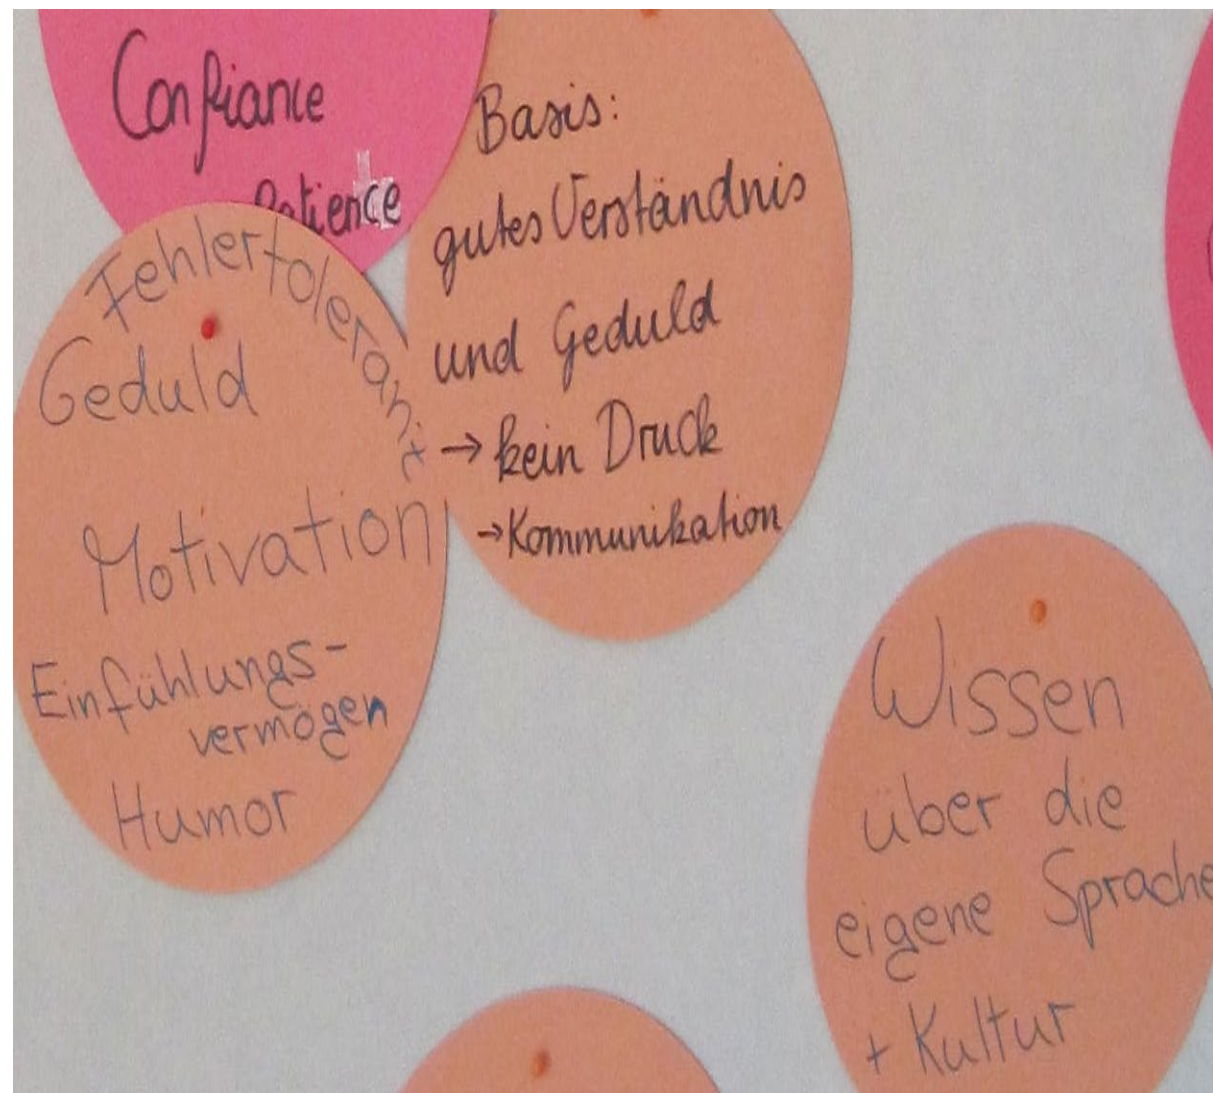 Confiance
Patience
Fehlertoleranz
Geduld
Motivation
Einfühlungs-
vermögen
Humor
Basis:
gutes Verständnis
und Geduld
→ kein Druck
→ Kommunikation
Wissen
über die
eigene Sprache
+ Kultur